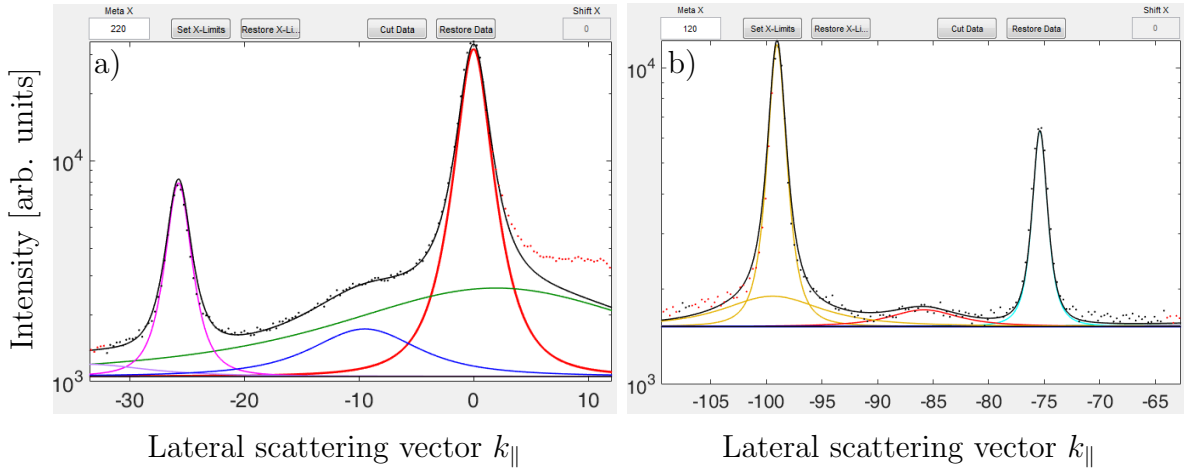 Meta X
220
Set X-Limits
Restore X-Li...
Cut Data
Restore Data
Shift X
0
a)
10^4
10^3
-30 -20 -10 0 10
Meta X
120
Set X-Limits
Restore X-Li...
Cut Data
Restore Data
Shift X
0
b)
10^4
10^3
-105 -100 -95 -90 -85 -80 -75 -70 -65
Intensity [arb. units]
Lateral scattering vector k_∥
Lateral scattering vector k_∥